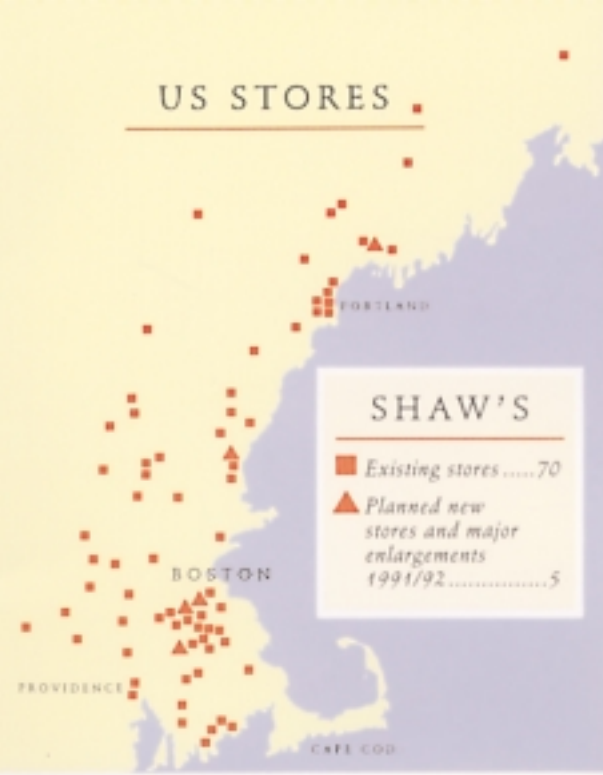 US STORES
PORTLAND
SHAW'S
Existing stores.....70
Planned new
stores and major
enlargements
1991/92...............5
BOSTON
PROVIDENCE
CAPE COD